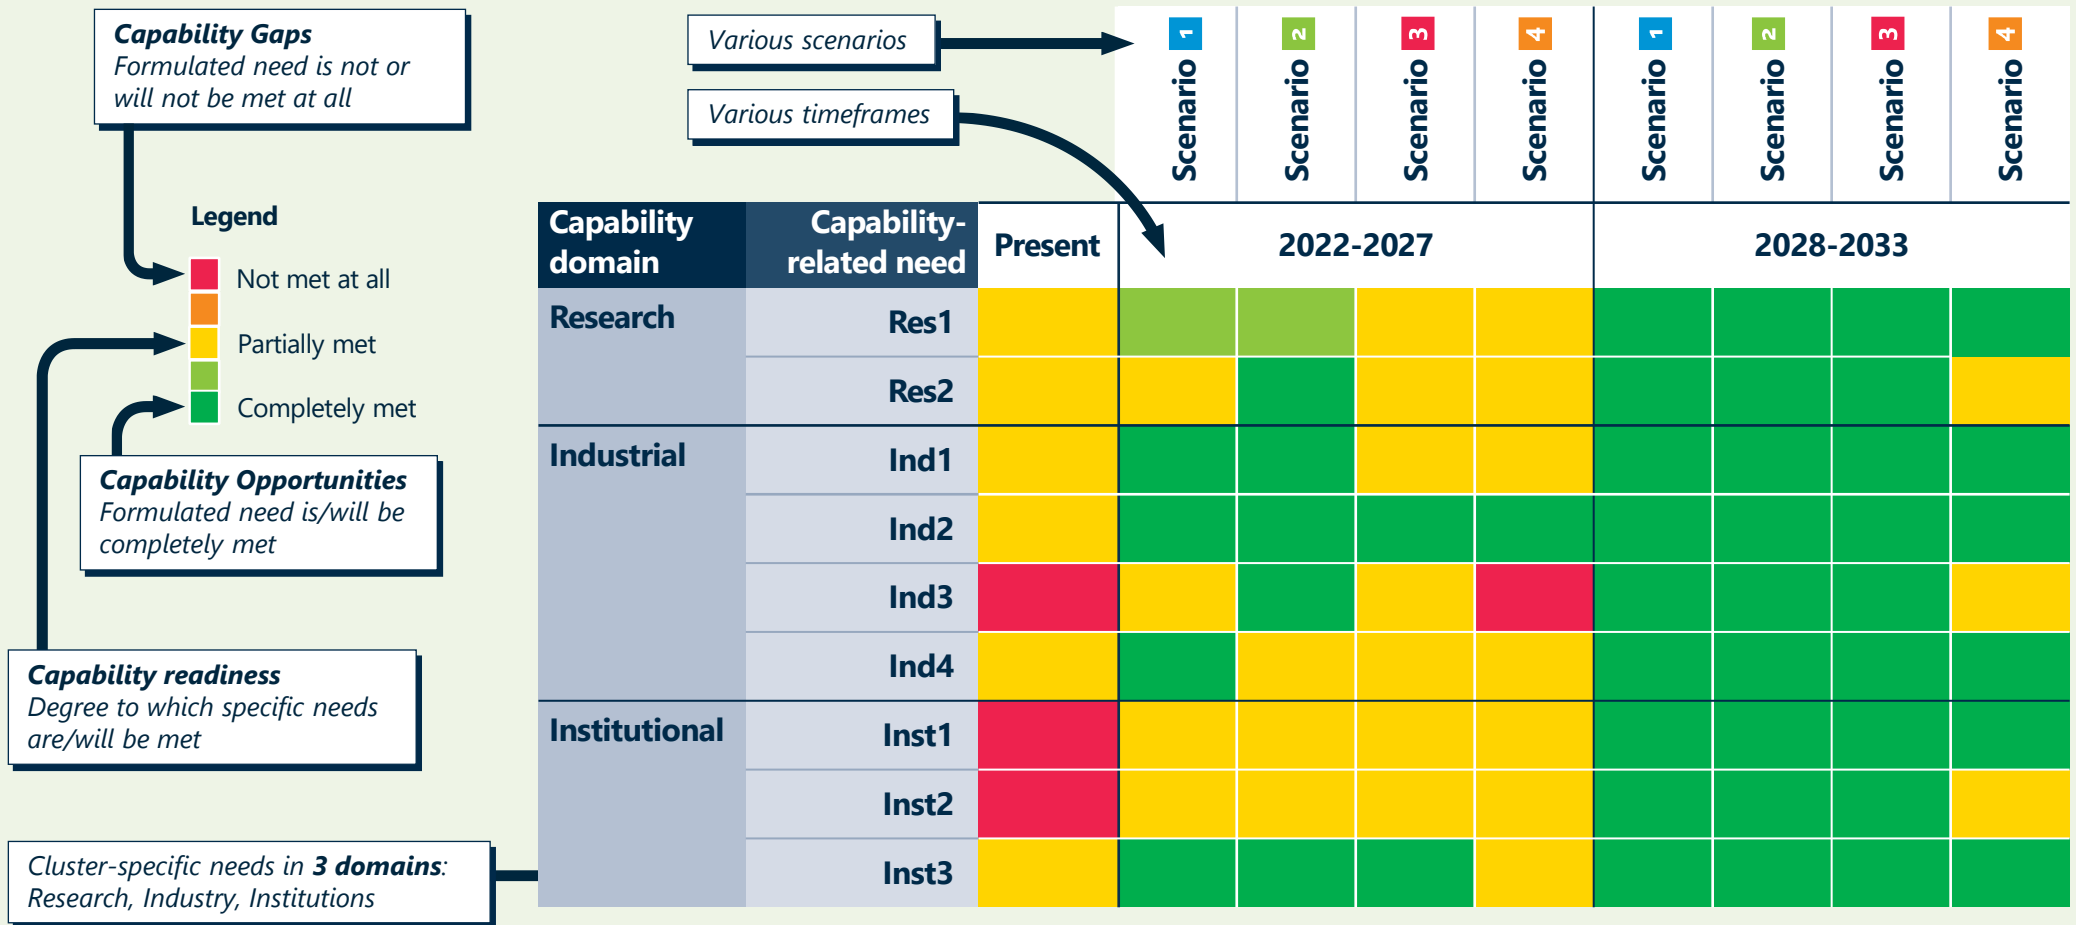 Capability Gaps
Formulated need is not or
will not be met at all
Various scenarios
Various timeframes
Scenario 1
Scenario 2
Scenario 3
Scenario 4
Scenario 1
Scenario 2
Scenario 3
Scenario 4
Legend
Not met at all
Partially met
Completely met
Capability Opportunities
Formulated need is/will be
completely met
Capability readiness
Degree to which specific needs
are/will be met
Cluster-specific needs in 3 domains:
Research, Industry, Institutions
Capability
domain
Capability-
related need
Present
2022-2027
2028-2033
Research
Res1
Res2
Industrial
Ind1
Ind2
Ind3
Ind4
Institutional
Inst1
Inst2
Inst3